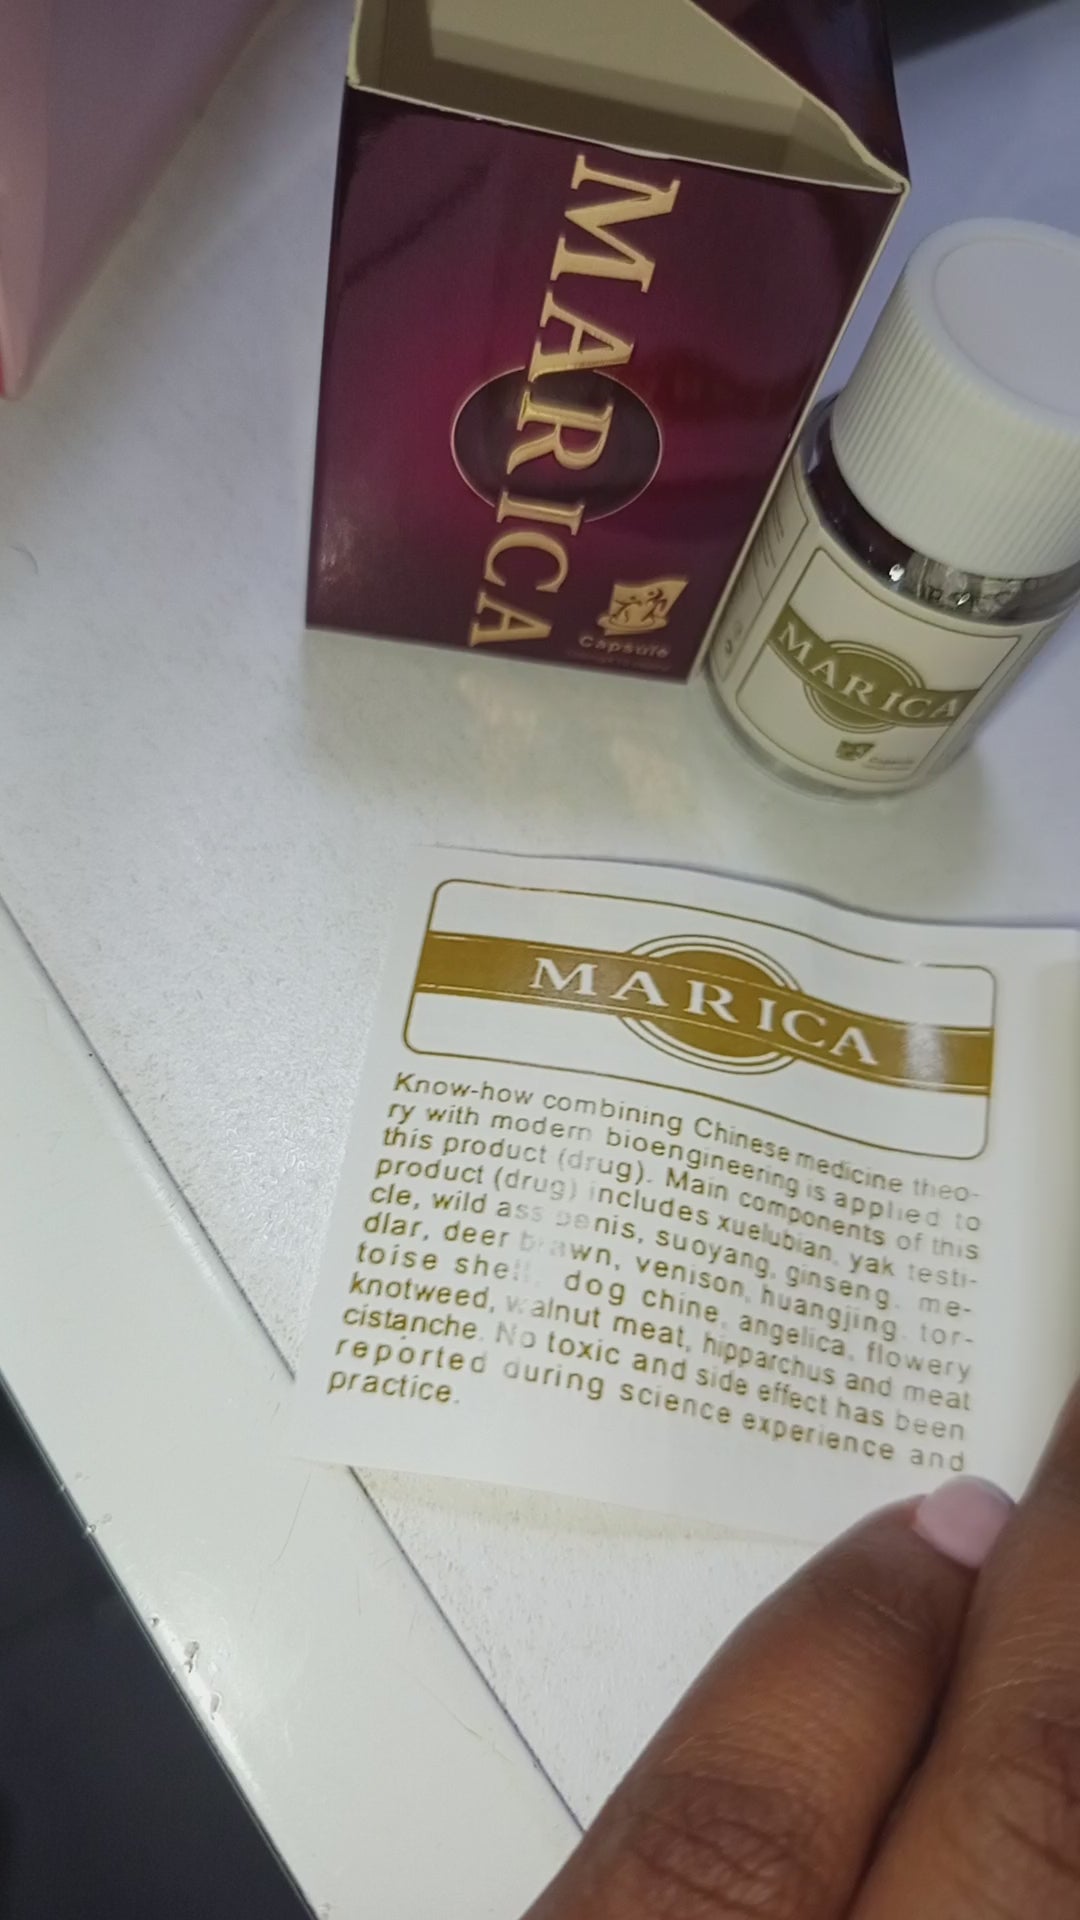 MARICA
Capsule
MARICA
Capsule
MARICA
Know-how combining Chinese medicine theo-
ry with modern bioengineering is applied to
this product (drug). Main components of this
product (drug) includes xuelubian, yak testi-
cle, wild ass penis, suoyang, ginseng, me-
dlar, deer brawn, venison, huangjing, tor-
toise shell, dog chine, angelica, flowery
knotweed, walnut meat, hipparchus and meat
cistanche. No toxic and side effect has been
reported during science experience and
practice.